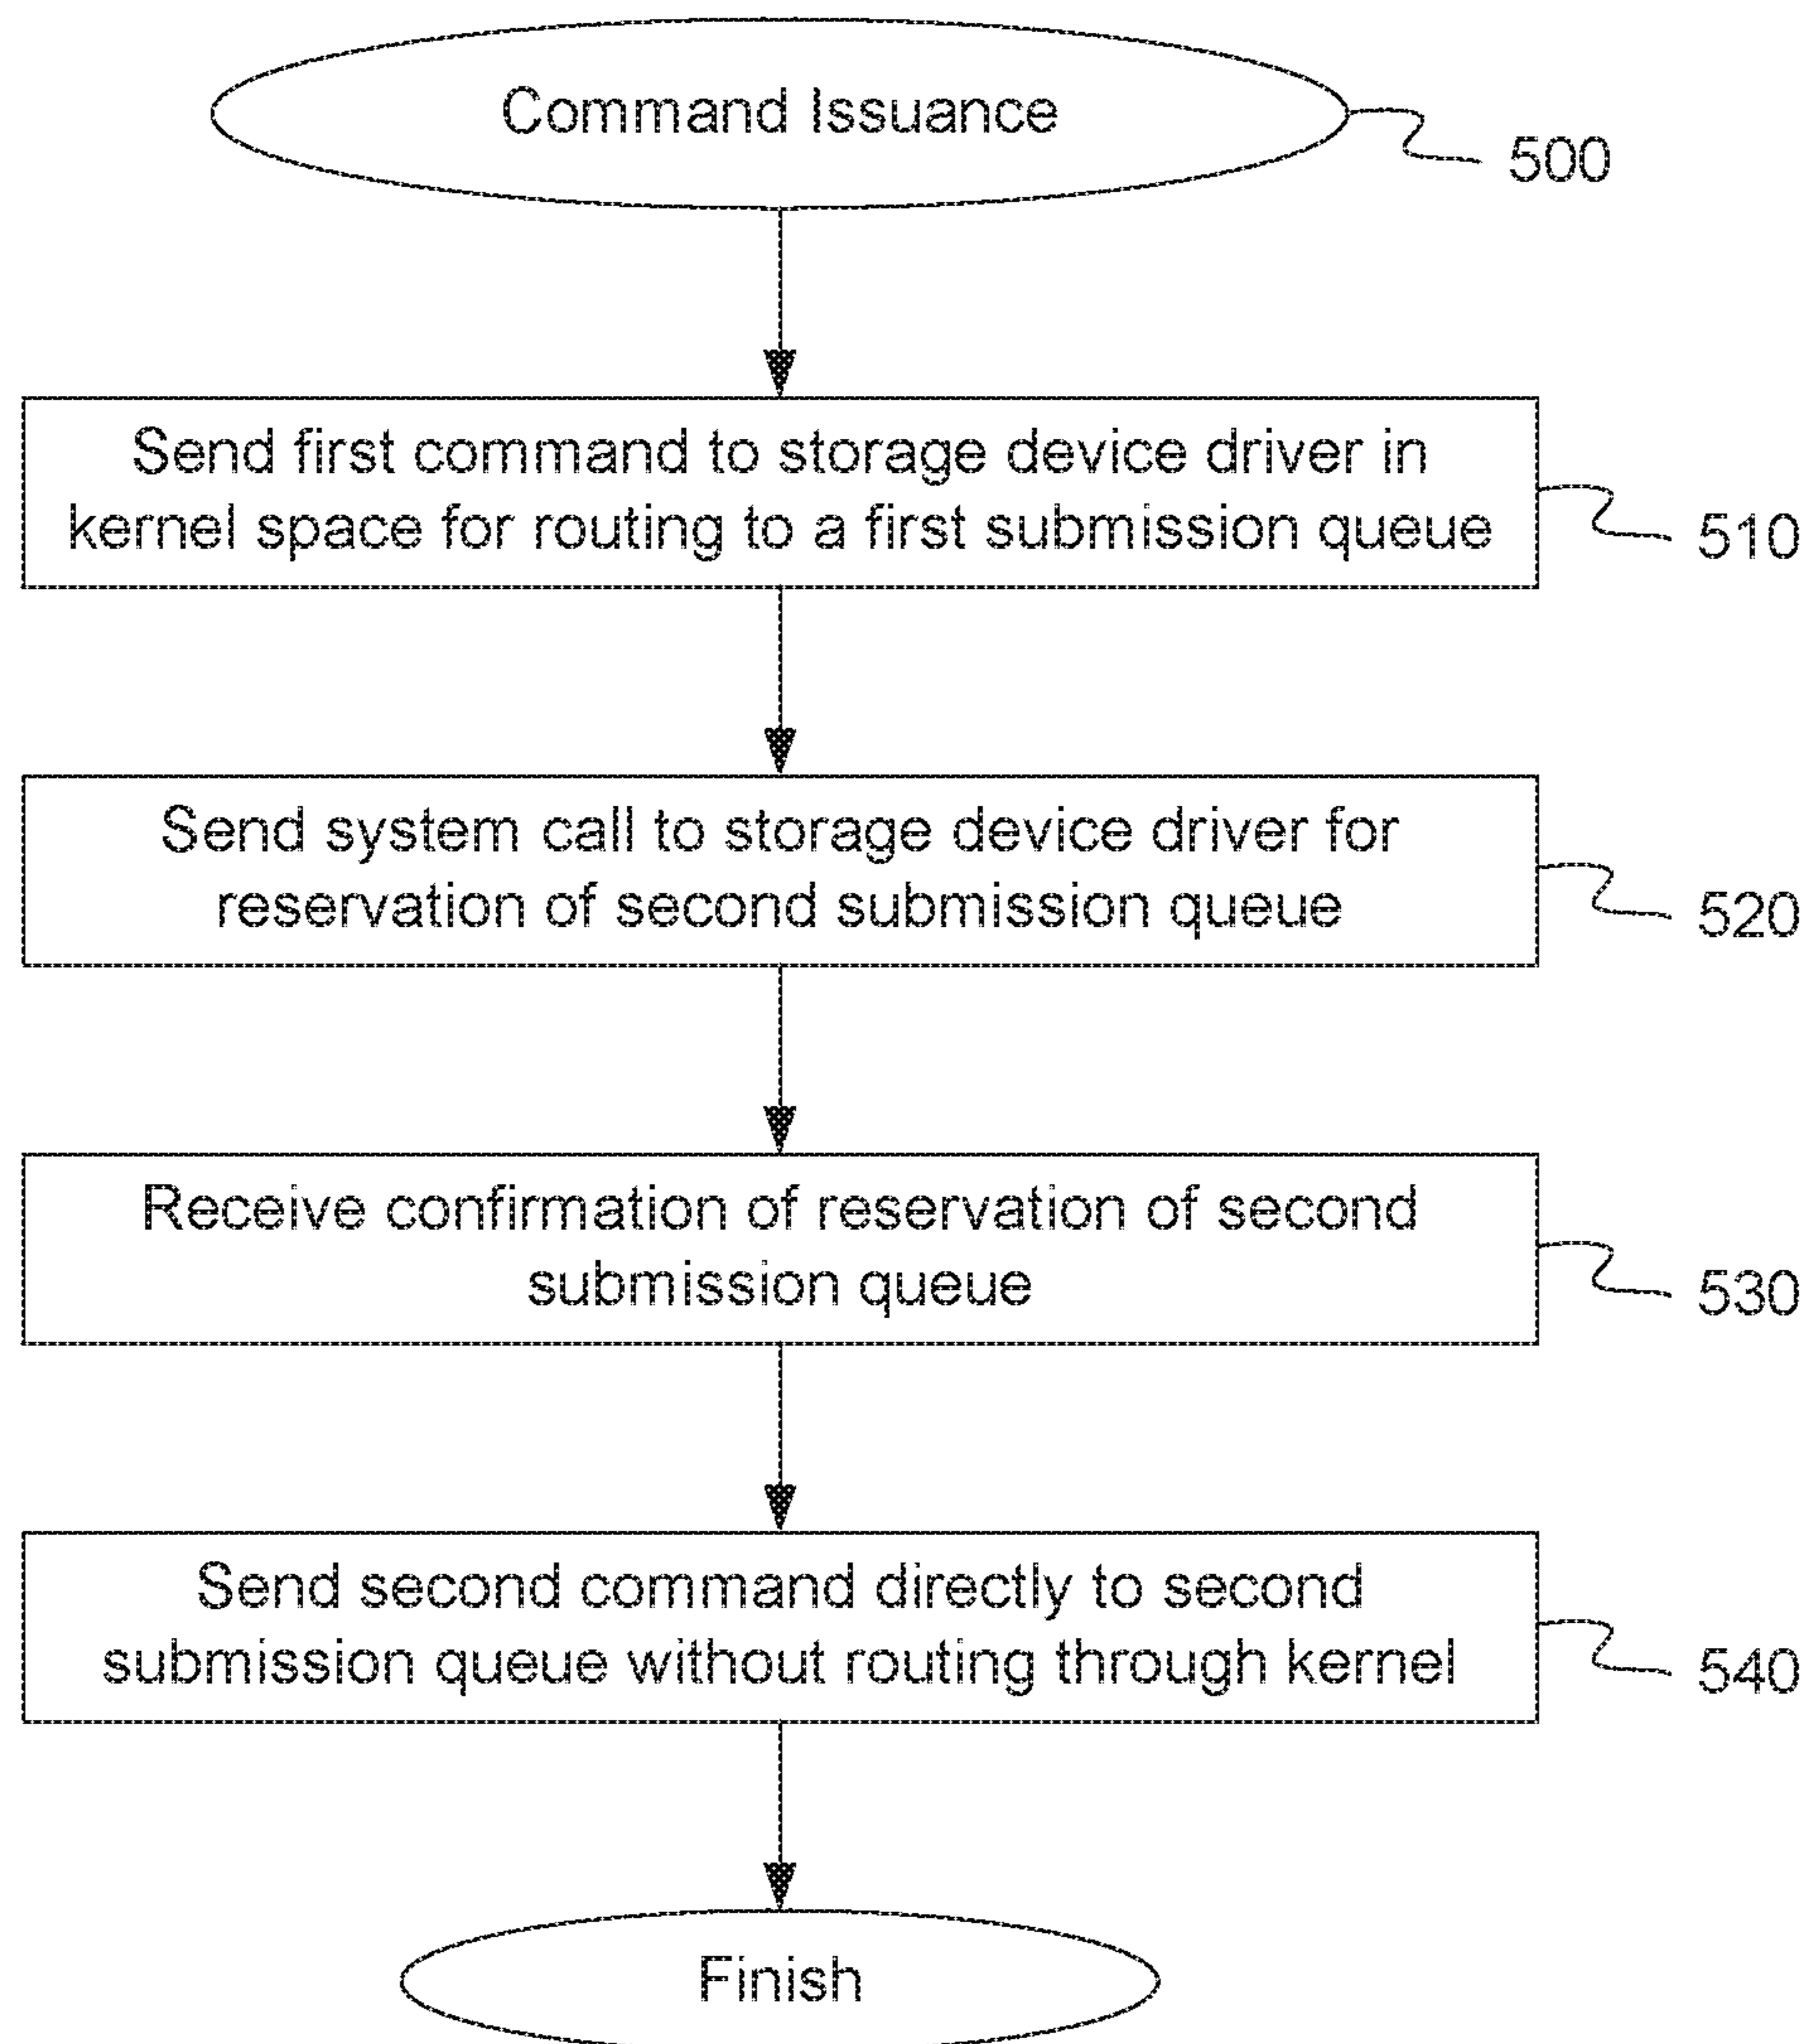 Command Issuance
500
Send first command to storage device driver in
kernel space for routing to a first submission queue
510
Send system call to storage device driver for
reservation of second submission queue
520
Receive confirmation of reservation of second
submission queue
530
Send second command directly to second
submission queue without routing through kernel
540
Finish